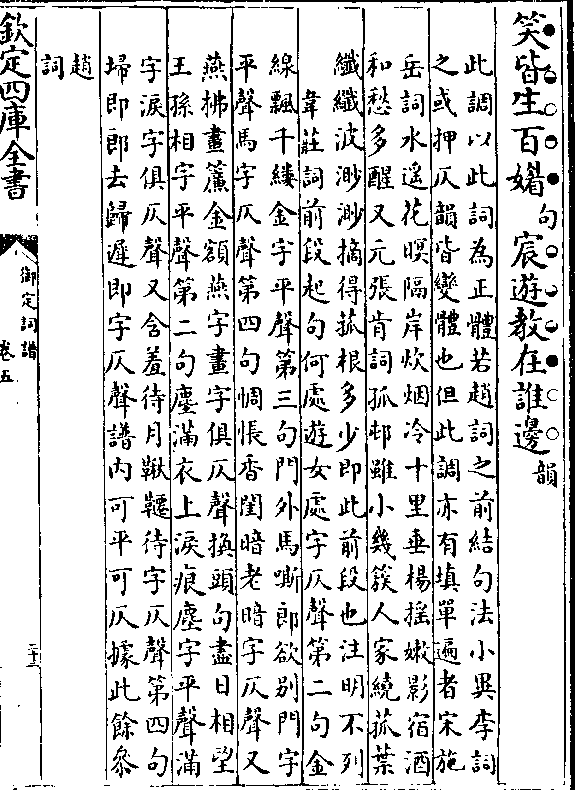 笑皆生百媚句宸遊教在誰邊韻
此調以此詞為正體若趙詞之前結句法小異李詞
之或押仄韻皆變體也但此調亦有填單遍者宋施
岳詞水遥花暝隔岸炊烟冷十里垂楊摇嫩影宿酒
和愁多醒又元張肯詞孤邨雖小幾簇人家繞菰葉
纖纖波渺渺摘得菰根多少即此前段也注明不列
韋莊詞前段起句何處遊女處字仄聲第二句金
線飄千縷金字平聲第三句門外馬嘶郎欲别門字
平聲馬字仄聲第四句惆悵香閨暗老暗字仄聲又
燕拂畫簾金額燕字畫字俱仄聲換頭句盡日相望
王孫相字平聲第二句塵滿衣上淚痕塵字平聲滿
字淚字俱仄聲又含羞待月鞦韆待字仄聲第四句
埽即郎去歸遲即字仄聲譜内可平可仄據此餘參
趙詞
欽定四庫全書
御定詞譜
卷五